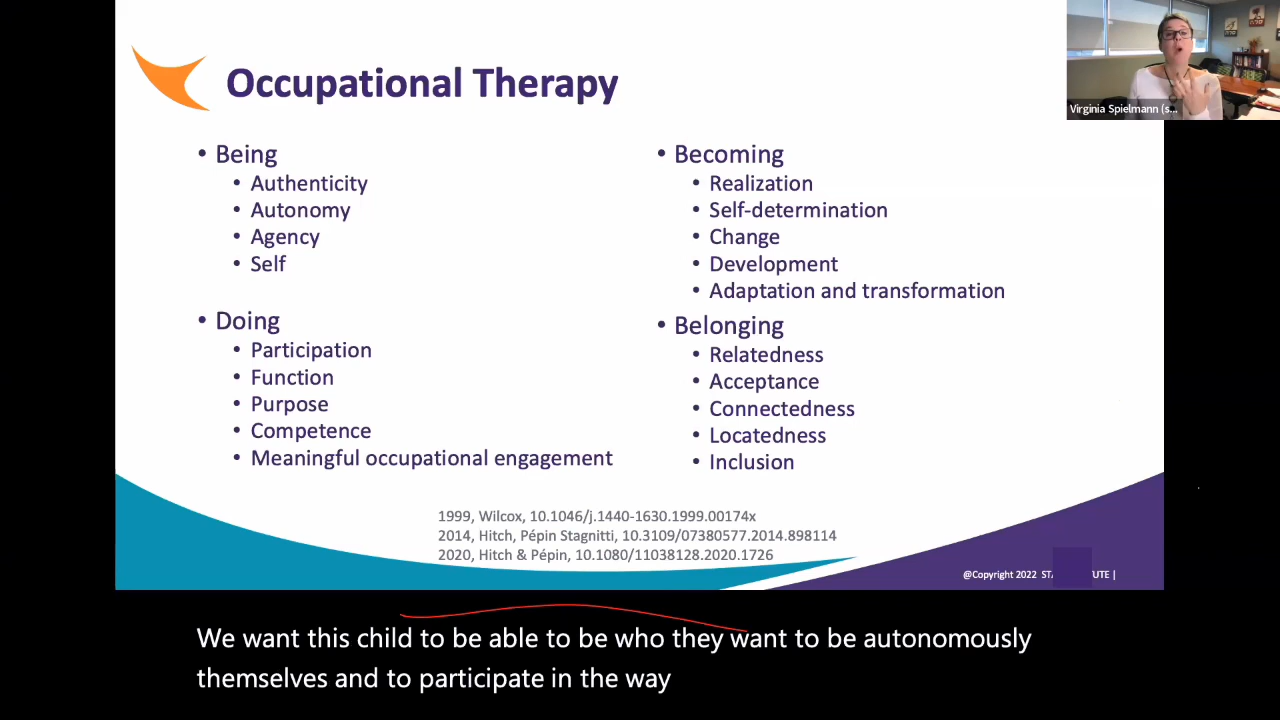 Occupational Therapy
• Being
• Authenticity
• Autonomy
• Agency
• Self
• Doing
• Participation
• Function
• Purpose
• Competence
• Meaningful occupational engagement
• Becoming
• Realization
• Self-determination
• Change
• Development
• Adaptation and transformation
• Belonging
• Relatedness
• Acceptance
• Connectedness
• Locatedness
• Inclusion
1999, Wilcox, 10.1046/j.1440-1630.1999.00174x
2014, Hitch, Pépin Stagnitti, 10.3109/07380577.2014.898114
2020, Hitch & Pépin, 10.1080/11038128.2020.1726
@Copyright 2022 |
Virginia Spielmann (s...
We want this child to be able to be who they want to be autonomously
themselves and to participate in the way